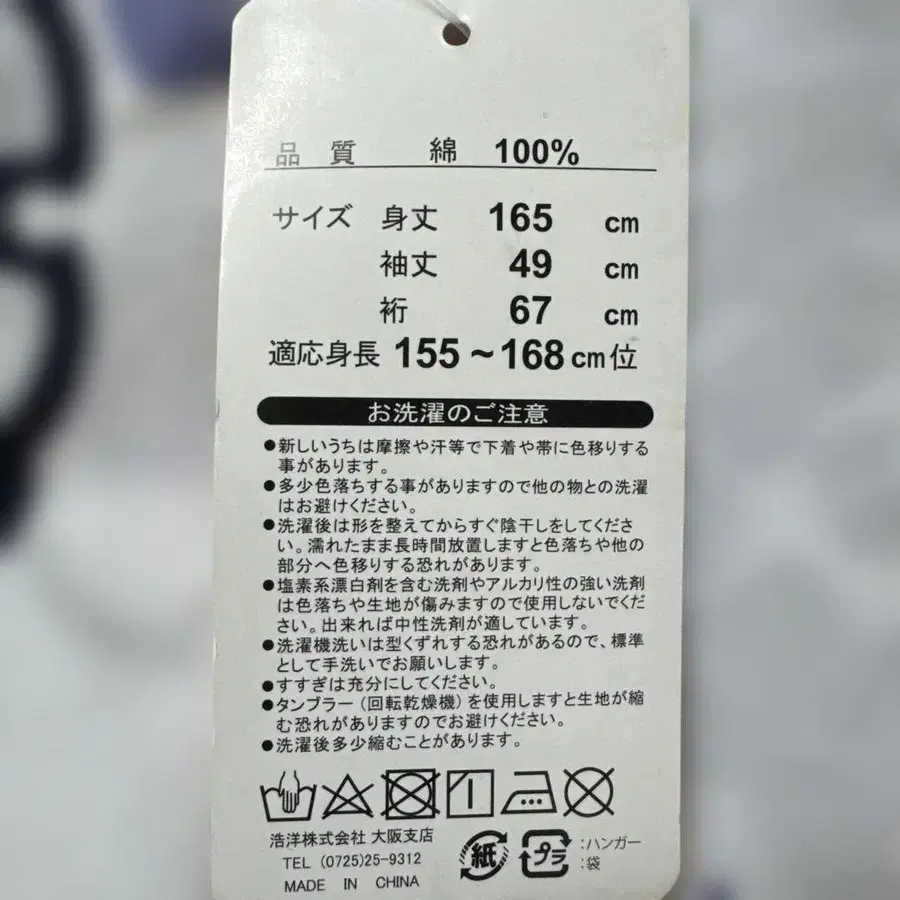 品 質 綿 100%
サイズ 身丈 165 cm
袖丈 49 cm
裄 67 cm
適応身長 155～168cm位
お洗濯のご注意
●新しいうちは摩擦や汗等で下着や帯に色移りする
事があります。
●多少色落ちする事がありますので他の物との洗濯
はお避けください。
●洗濯後は形を整えてからすぐ陰干しをしてくださ
い。濡れたまま長時間放置しますと色落ちや他の
部分へ色移りする恐れがあります。
●塩素系漂白剤を含む洗剤やアルカリ性の強い洗剤
は色落ちや生地が傷みますので使用しないでくだ
さい。出来れば中性洗剤が適しています。
●洗濯機洗いは型くずれする恐れがあるので、標準
として手洗いでお願いします。
●すすぎは充分にしてください。
●タンブラー(回転乾燥機)を使用しますと生地が縮
む恐れがありますのでお避けください。
●洗濯後多少縮むことがあります。
浩洋株式会社 大阪支店
TEL (0725)25-9312
MADE IN CHINA
紙
プラ
:ハンガー
:袋